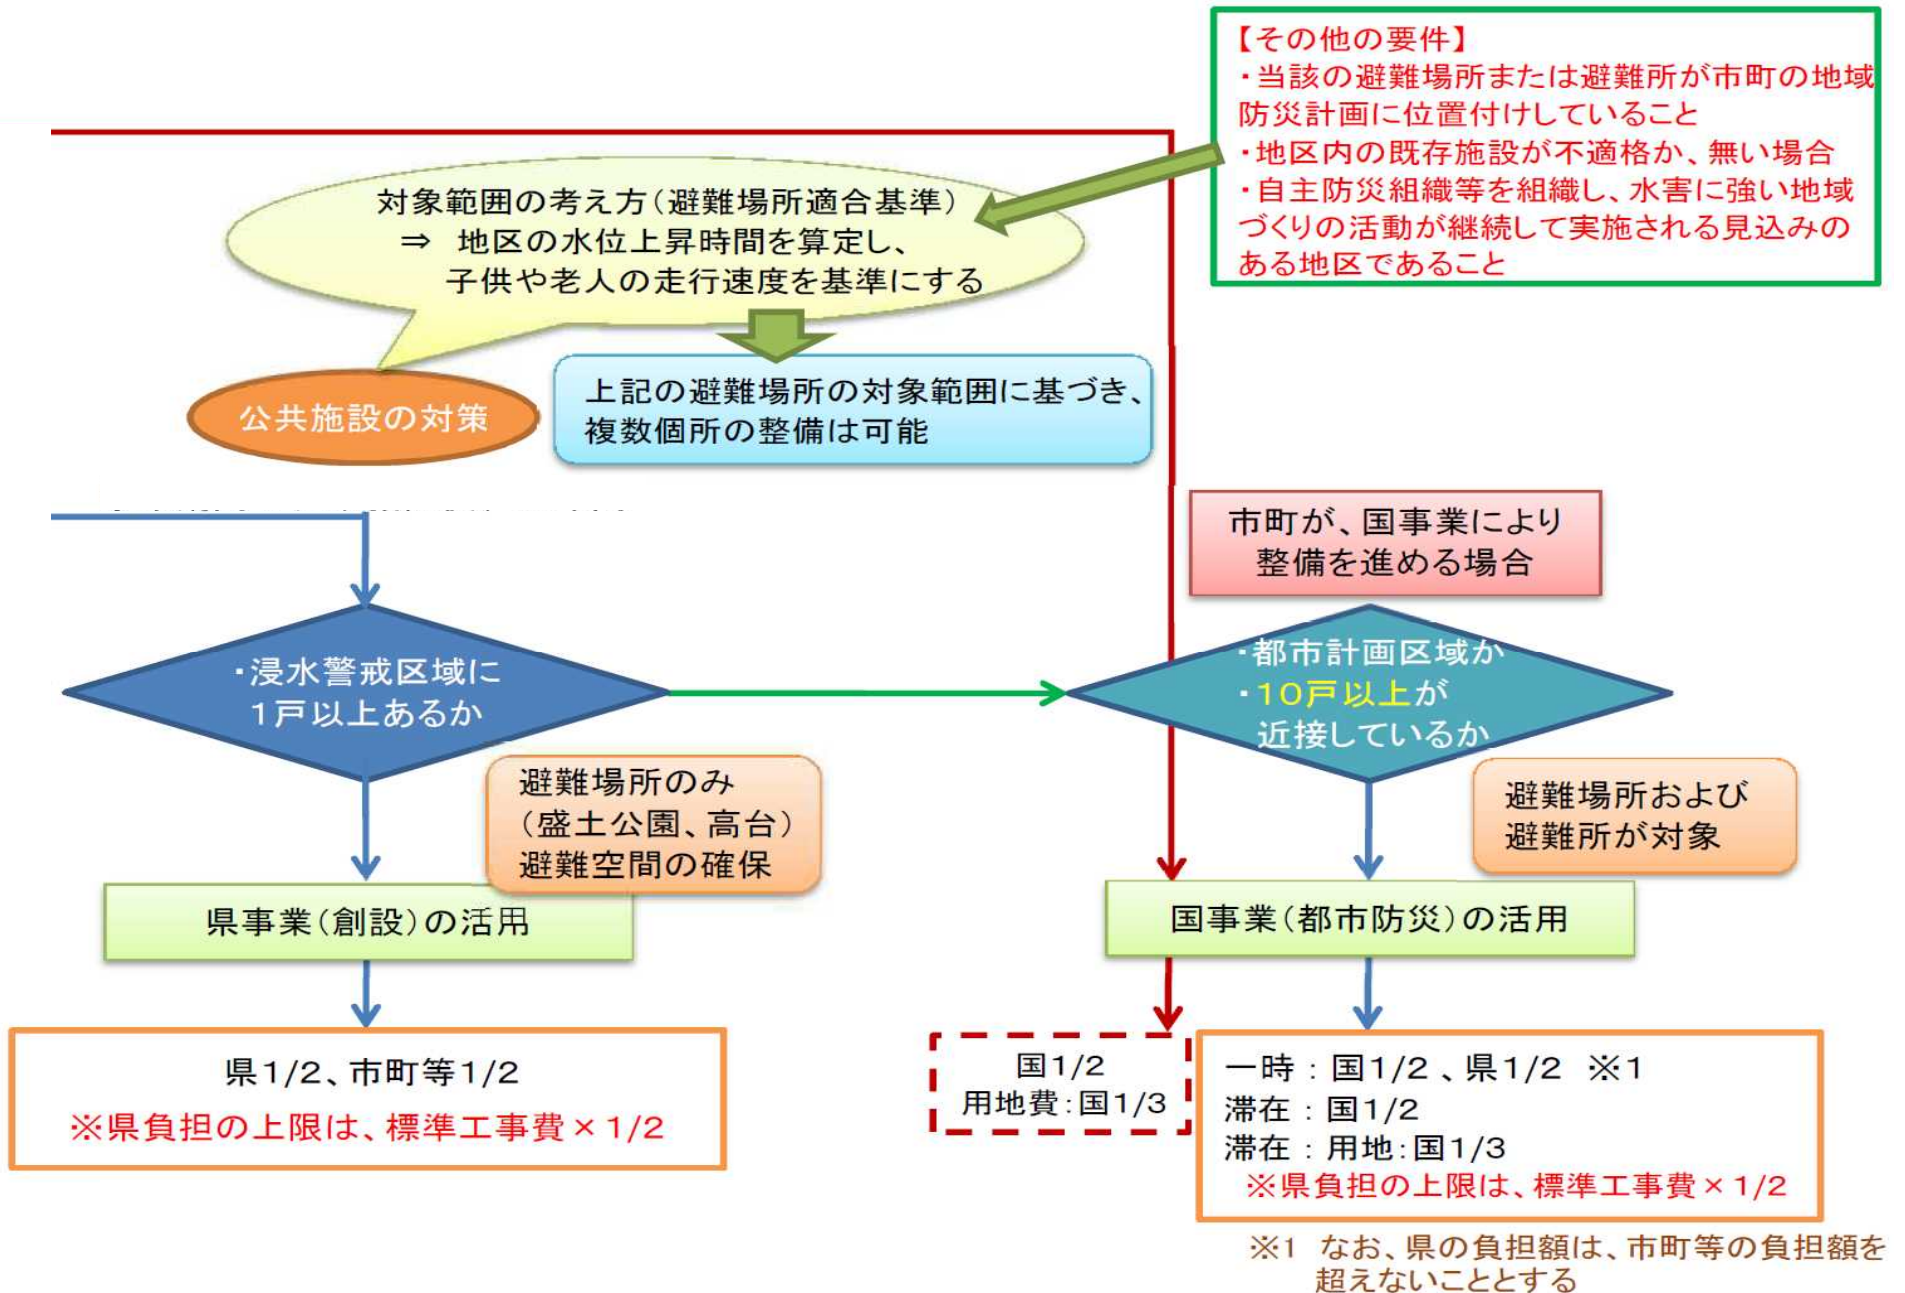 【その他の要件】
・当該の避難場所または避難所が市町の地域
防災計画に位置付けしていること
・地区内の既存施設が不適格か、無い場合
・自主防災組織等を組織し、水害に強い地域
づくりの活動が継続して実施される見込みの
ある地区であること
対象範囲の考え方（避難場所適合基準）
⇒ 地区の水位上昇時間を算定し、
子供や老人の走行速度を基準にする
公共施設の対策
上記の避難場所の対象範囲に基づき、
複数個所の整備は可能
市町が、国事業により
整備を進める場合
・浸水警戒区域に
１戸以上あるか
・都市計画区域か
・１０戸以上が
近接しているか
避難場所のみ
（盛土公園、高台）
避難空間の確保
避難場所および
避難所が対象
県事業（創設）の活用
国事業（都市防災）の活用
県１/２、市町等１/２
※県負担の上限は、標準工事費×１/２
国１/２
用地費：国１/３
一時：国１/２、県１/２ ※１
滞在：国１/２
滞在：用地：国１/３
※県負担の上限は、標準工事費×１/２
※１ なお、県の負担額は、市町等の負担額を
超えないこととする